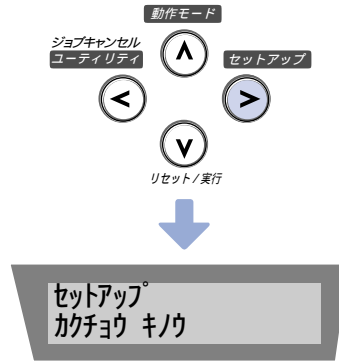 動作モード
ジョブキャンセル
ユーティリティ
セットアップ
リセット/実行
セットアップ
カクチョウ キノウ